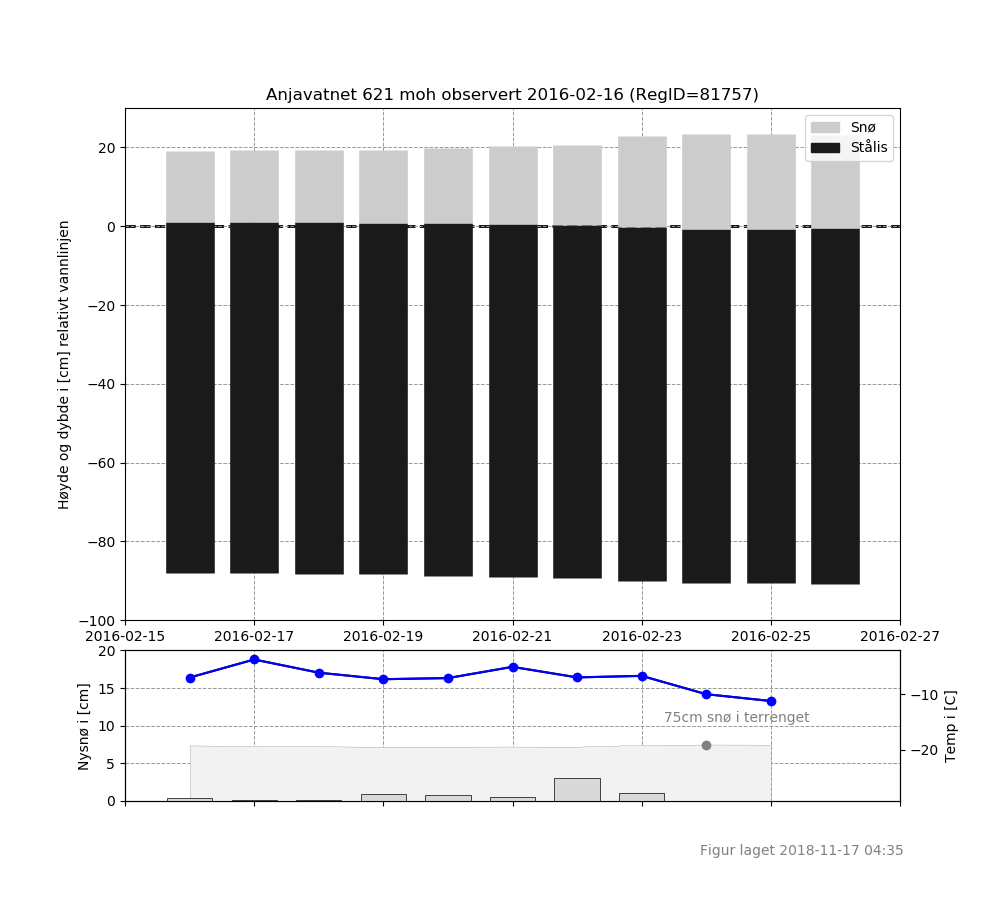 Anjavatnet 621 moh observert 2016-02-16 (RegID=81757)
Snø
Stålis
Høyde og dybde i [cm] relativt vannlinjen
20
0
−20
−40
−60
−80
−100
2016-02-15 2016-02-17 2016-02-19 2016-02-21 2016-02-23 2016-02-25 2016-02-27
Nysnø i [cm]
20
15
10
5
0
75cm snø i terrenget
−10
−20
Temp i [C]
Figur laget 2018-11-17 04:35